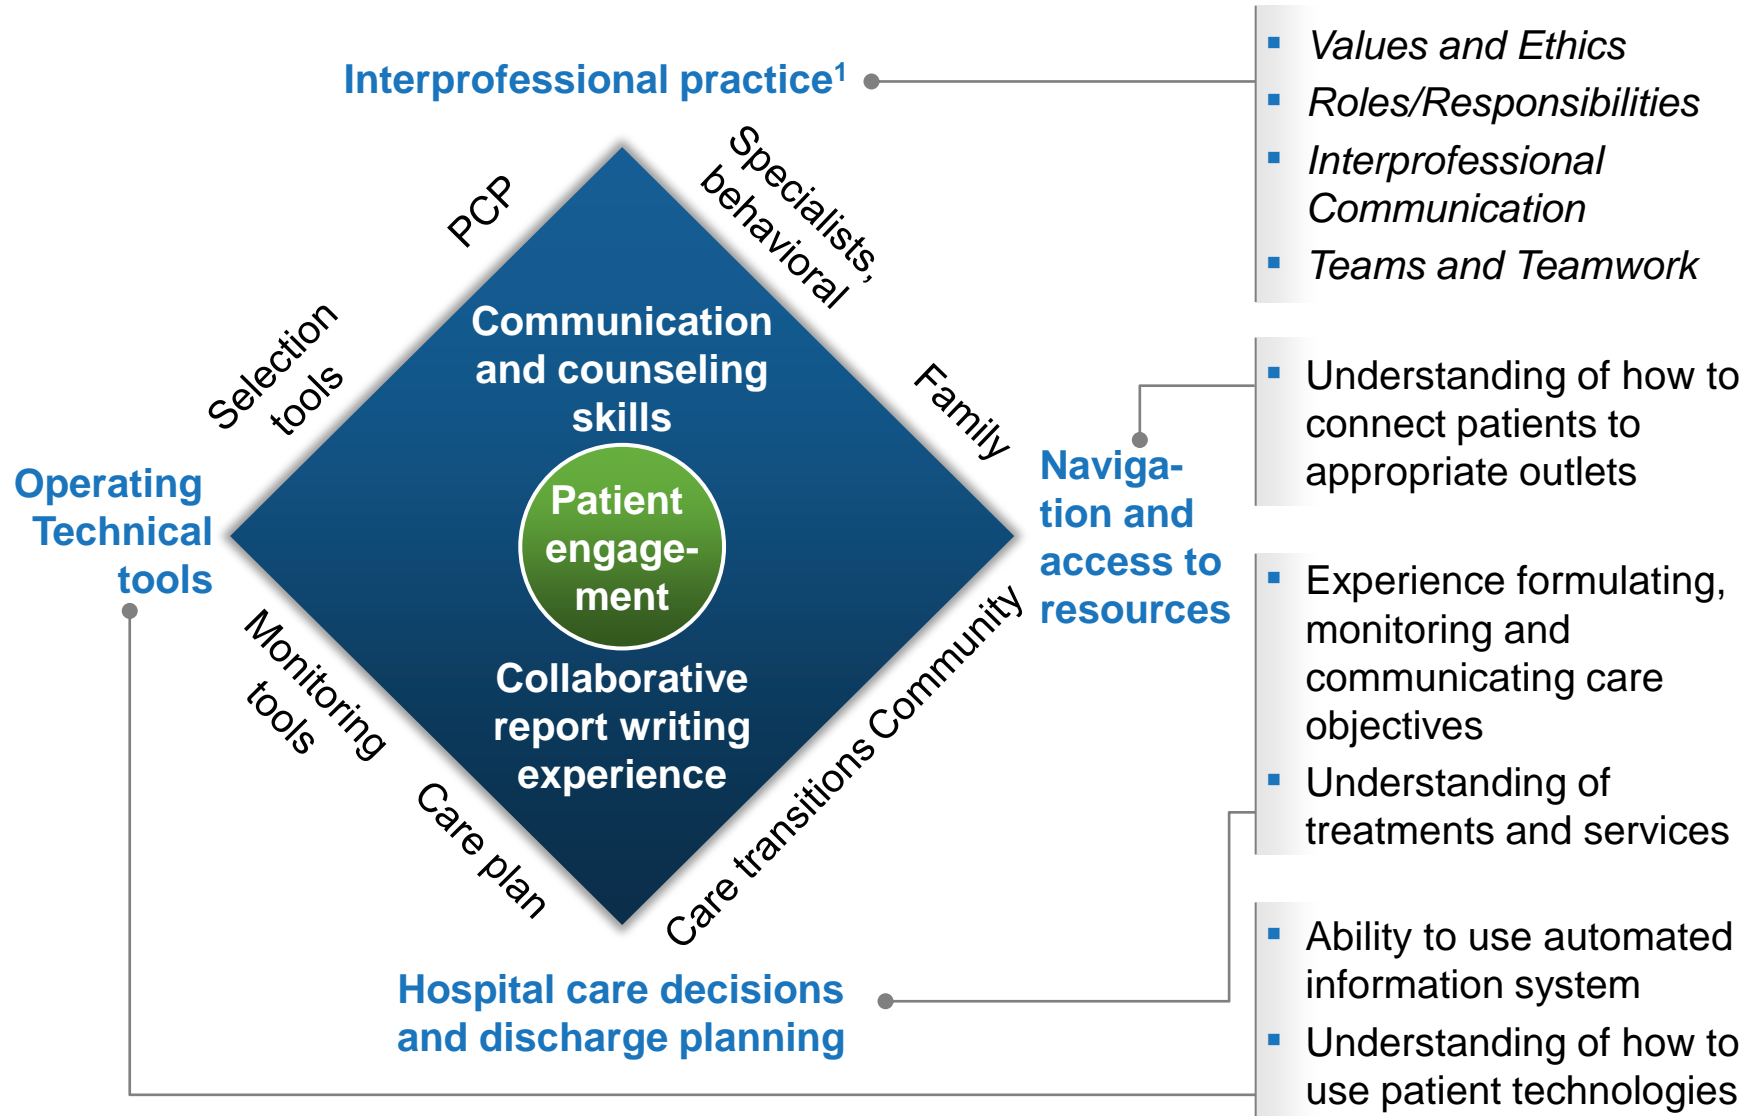 Interprofessional practice¹
PCP
Specialists,
behavioral
Selection
tools
Family
Communication
and counseling
skills
Patient
engage-
ment
Collaborative
report writing
experience
Operating
Technical
tools
Naviga-
tion and
access to
resources
Monitoring
tools
Care plan
Care transitions Community
Hospital care decisions
and discharge planning
▪ Values and Ethics
▪ Roles/Responsibilities
▪ Interprofessional
Communication
▪ Teams and Teamwork
▪ Understanding of how to
connect patients to
appropriate outlets
▪ Experience formulating,
monitoring and
communicating care
objectives
▪ Understanding of
treatments and services
▪ Ability to use automated
information system
▪ Understanding of how to
use patient technologies